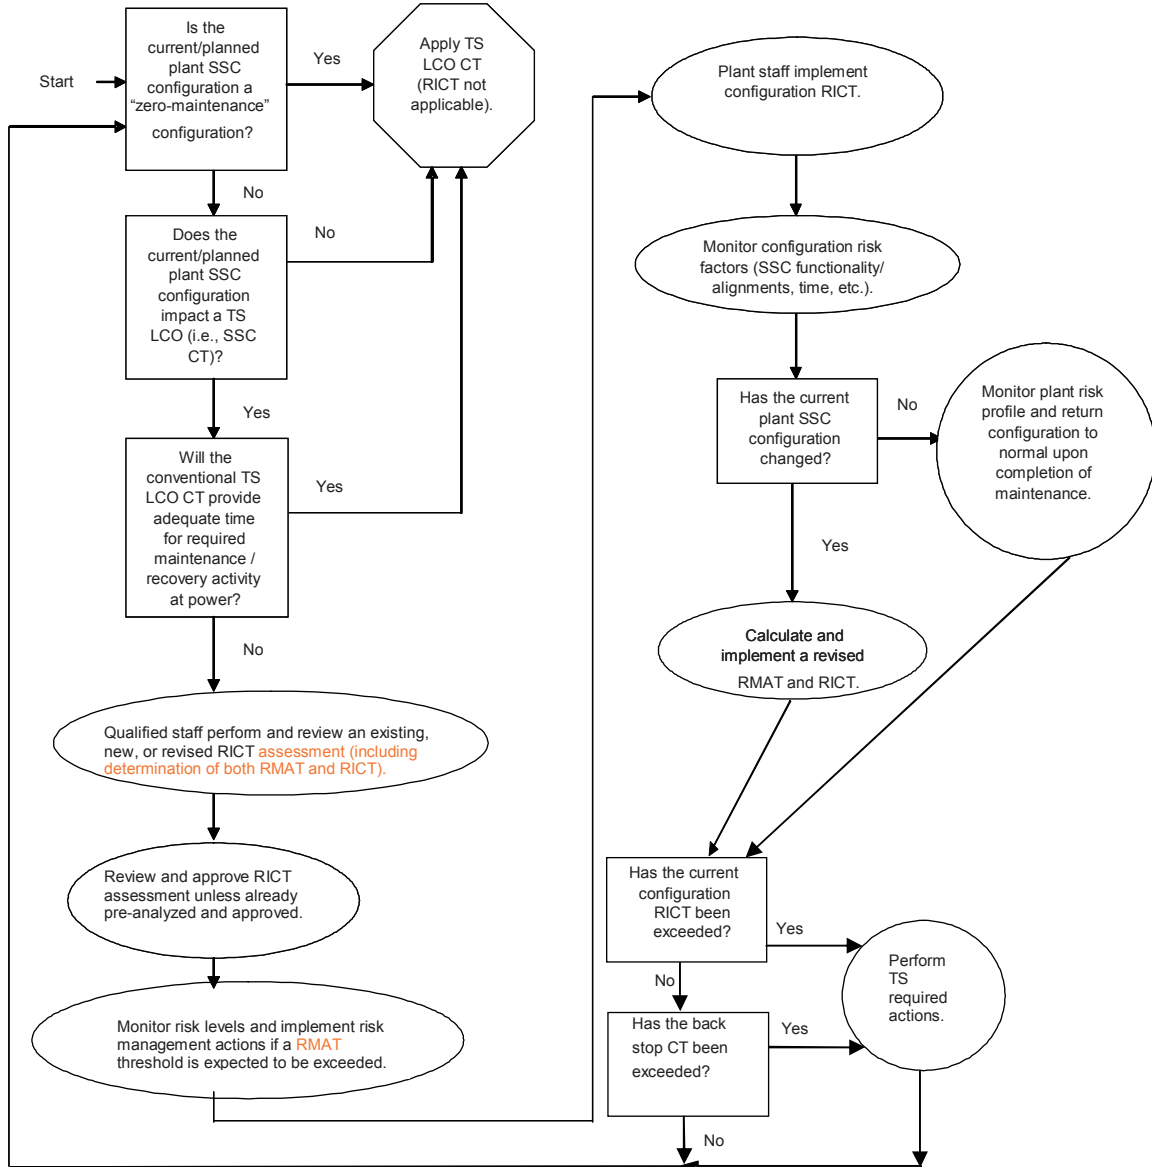 Start
Is the
current/planned
plant SSC
configuration a
“zero-maintenance”
configuration?
Yes
Apply TS
LCO CT
(RICT not
applicable).
No
Does the
current/planned
plant SSC
configuration
impact a TS
LCO (i.e., SSC
CT)?
No
Yes
Will the
conventional TS
LCO CT provide
adequate time
for required
maintenance /
recovery activity
at power?
Yes
No
Qualified staff perform and review an existing,
new, or revised RICT assessment (including
determination of both RMAT and RICT).
Review and approve RICT
assessment unless already
pre-analyzed and approved.
Monitor risk levels and implement risk
management actions if a RMAT
threshold is expected to be exceeded.
Plant staff implement
configuration RICT.
Monitor configuration risk
factors (SSC functionality/
alignments, time, etc.).
Has the current
plant SSC
configuration
changed?
No
Monitor plant risk
profile and return
configuration to
normal upon
completion of
maintenance.
Yes
Calculate and
implement a revised
RMAT and RICT.
Has the current
configuration
RICT been
exceeded?
Yes
Perform
TS
required
actions.
No
Has the back
stop CT been
exceeded?
Yes
No